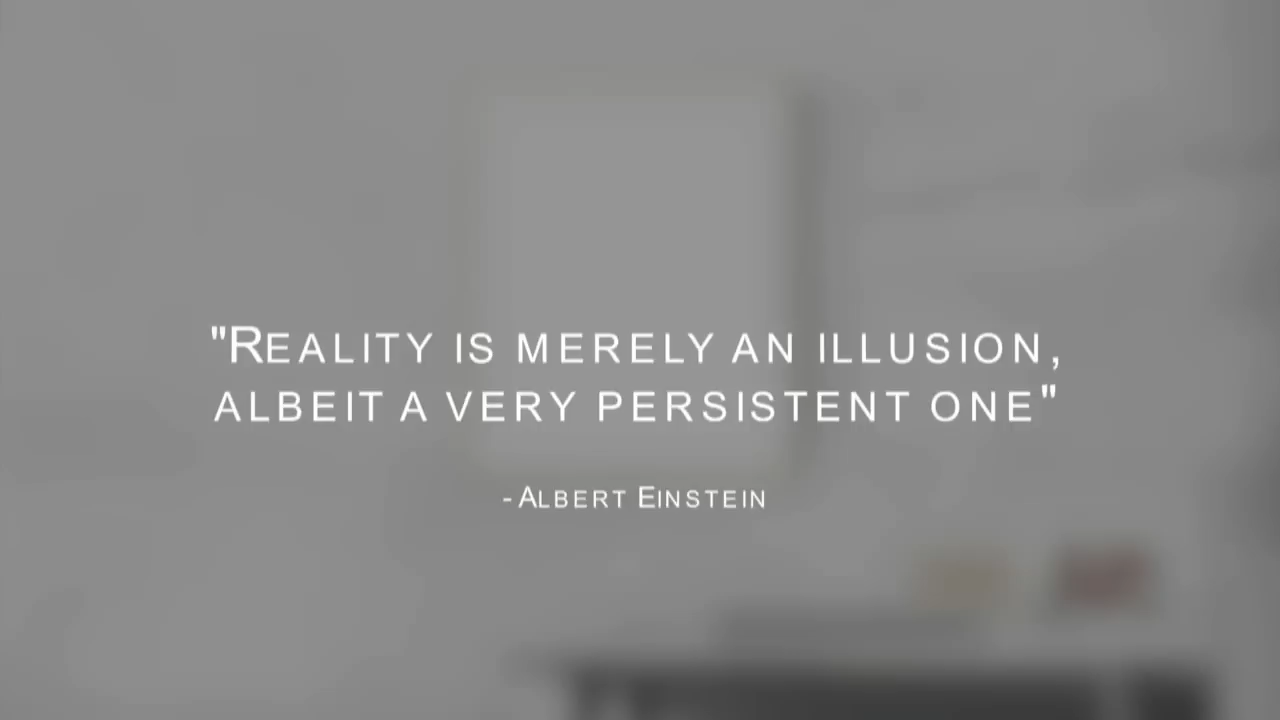 "REALITY IS MERELY AN ILLUSION,
ALBEIT A VERY PERSISTENT ONE"
-ALBERT EINSTEIN